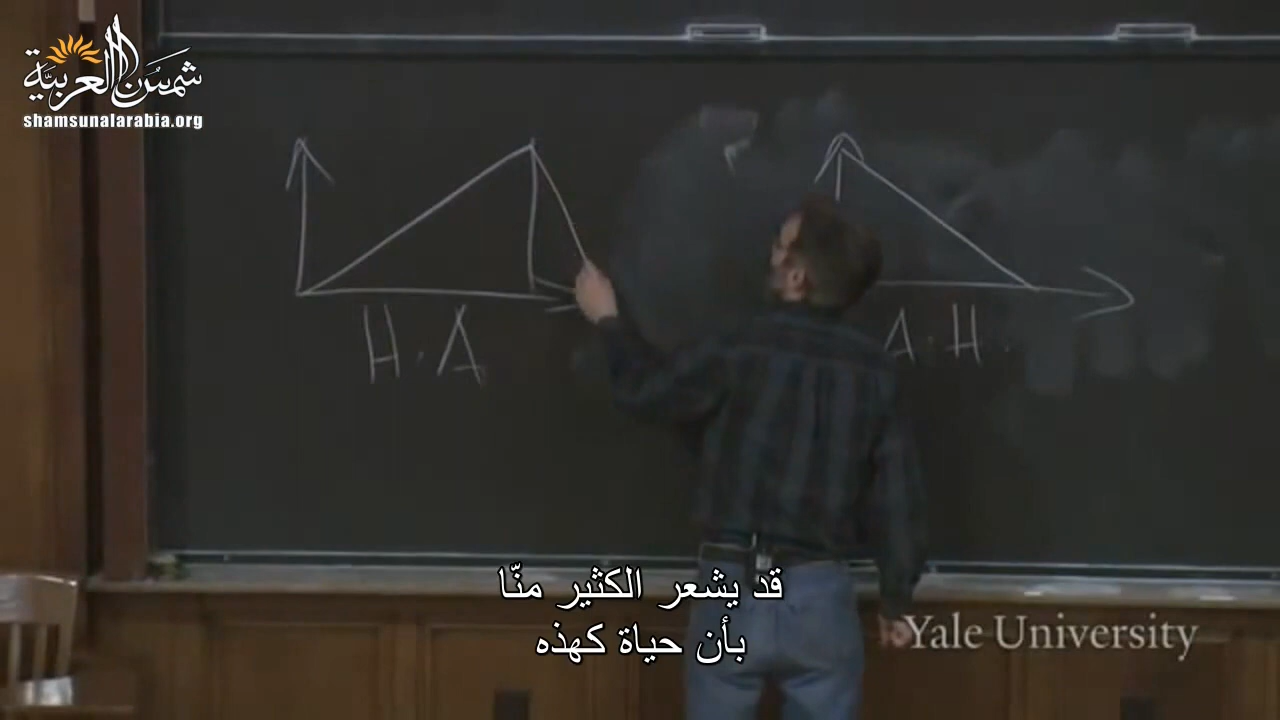 شمس العربية
shamsunalarabia.org
H . A
A . H .
قد يشعر الكثير منّا
بأن حياة كهذه
Yale University